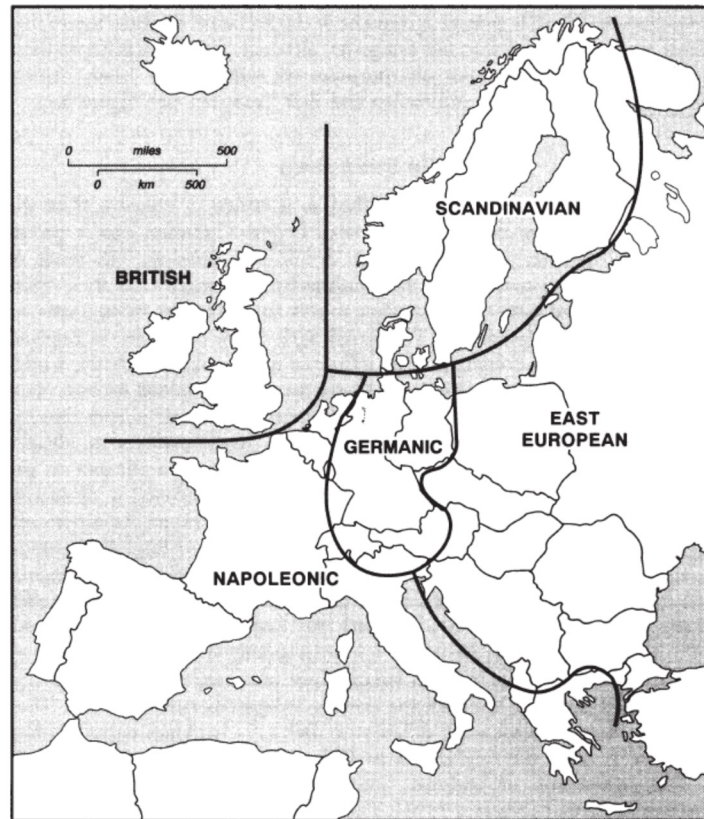 0 miles 500
0 km 500
SCANDINAVIAN
BRITISH
EAST
EUROPEAN
GERMANIC
NAPOLEONIC